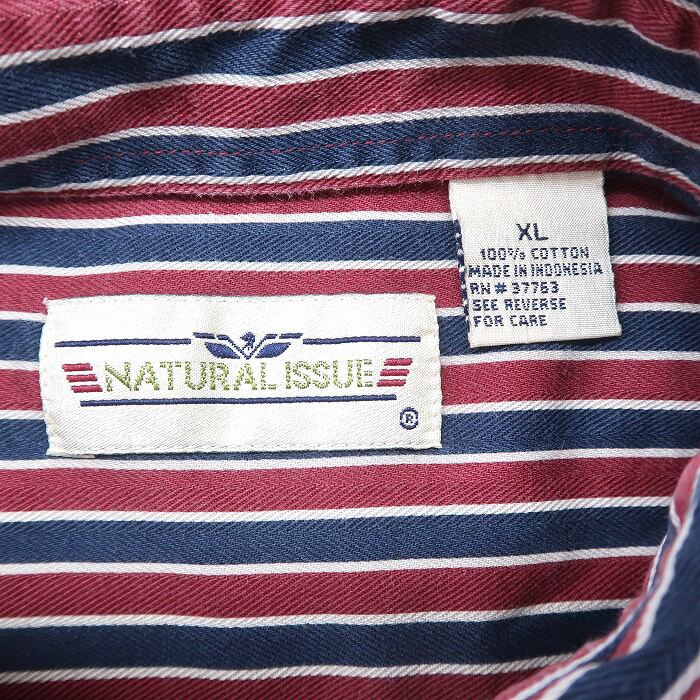 XL
100% COTTON
MADE IN INDONESIA
RN # 37763
SEE REVERSE
FOR CARE
NATURAL ISSUE
®